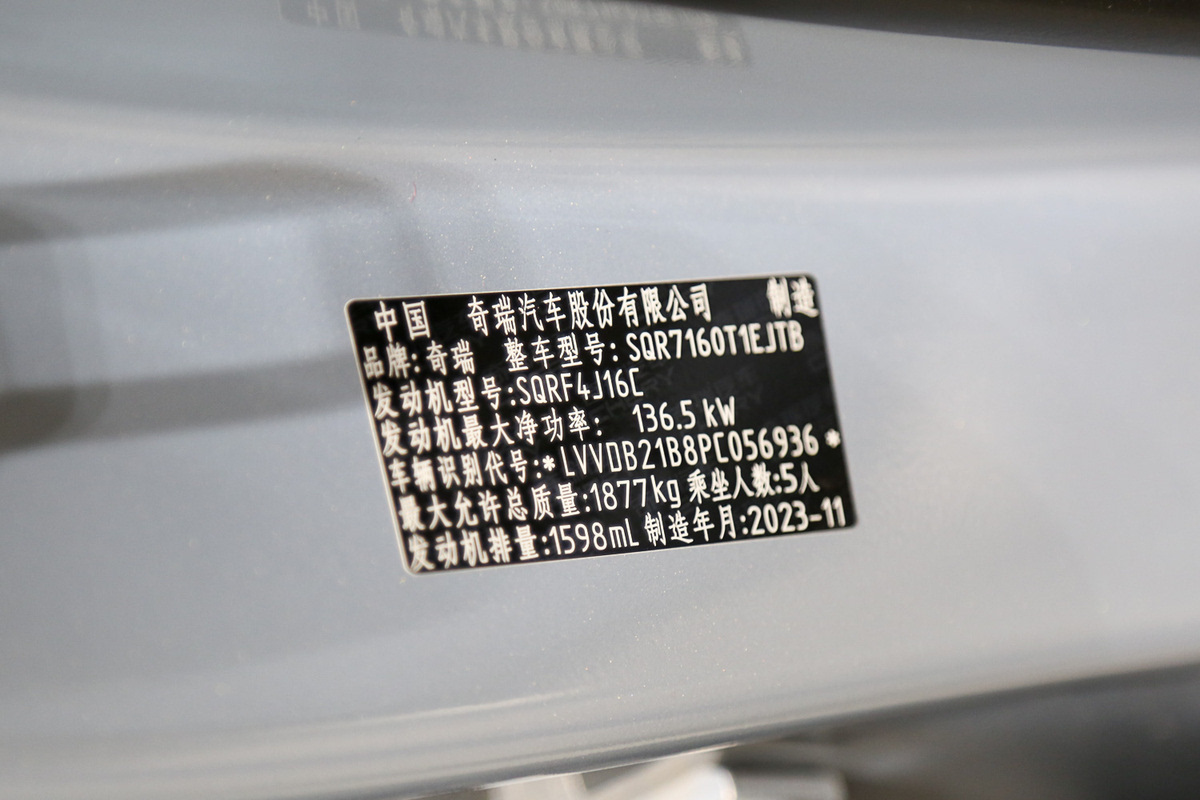 中国 奇瑞汽车股份有限公司 制造
品牌:奇瑞 整车型号:SQR7160T1EJTB
发动机型号:SQRF4J16C
发动机最大净功率: 136.5 kW
车辆识别代号:*LVVDB21B8PC056936*
最大允许总质量:1877kg 乘坐人数:5人
发动机排量:1598mL 制造年月:2023-11